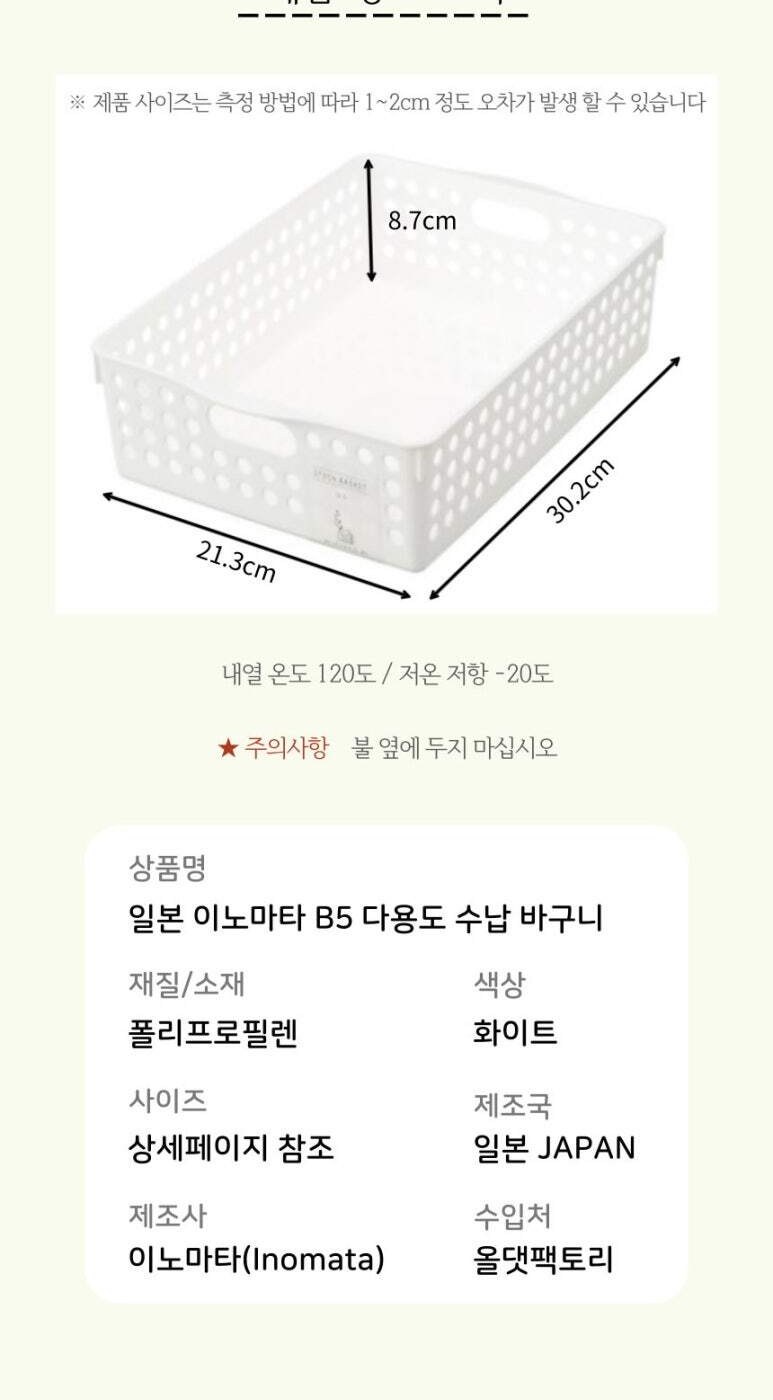 ※ 제품 사이즈는 측정 방법에 따라 1~2cm 정도 오차가 발생 할 수 있습니다
8.7cm
30.2cm
21.3cm
내열 온도 120도 / 저온 저항 -20도
★ 주의사항 불 옆에 두지 마십시오
상품명
일본 이노마타 B5 다용도 수납 바구니
재질/소재 색상
폴리프로필렌 화이트
사이즈 제조국
상세페이지 참조 일본 JAPAN
제조사 수입처
이노마타(Inomata) 올댓팩토리